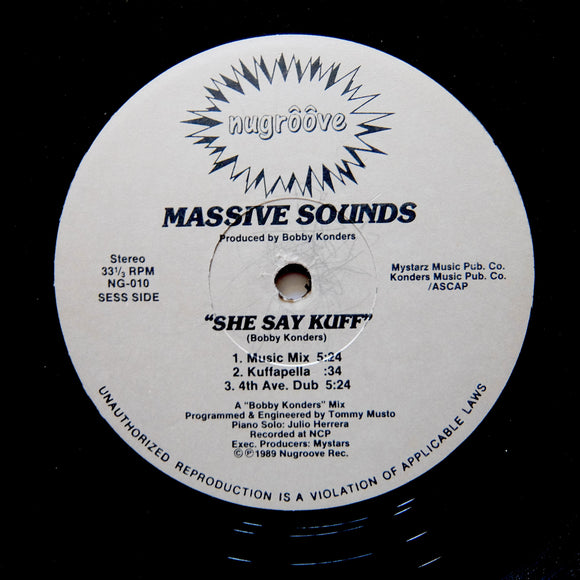 nugrôôve
MASSIVE SOUNDS
Produced by Bobby Konders
Stereo
33 1/3 RPM
NG-010
SESS SIDE
Mystarz Music Pub. Co.
Konders Music Pub. Co.
/ASCAP
"SHE SAY KUFF"
(Bobby Konders)
1. Music Mix 5:24
2. Kuffapella :34
3. 4th Ave. Dub 5:24
A "Bobby Konders" Mix
Programmed & Engineered by Tommy Musto
Piano Solo: Julio Herrera
Recorded at NCP
Exec. Producers: Mystars
©℗1989 Nugroove Rec.
UNAUTHORIZED REPRODUCTION IS A VIOLATION OF APPLICABLE LAWS